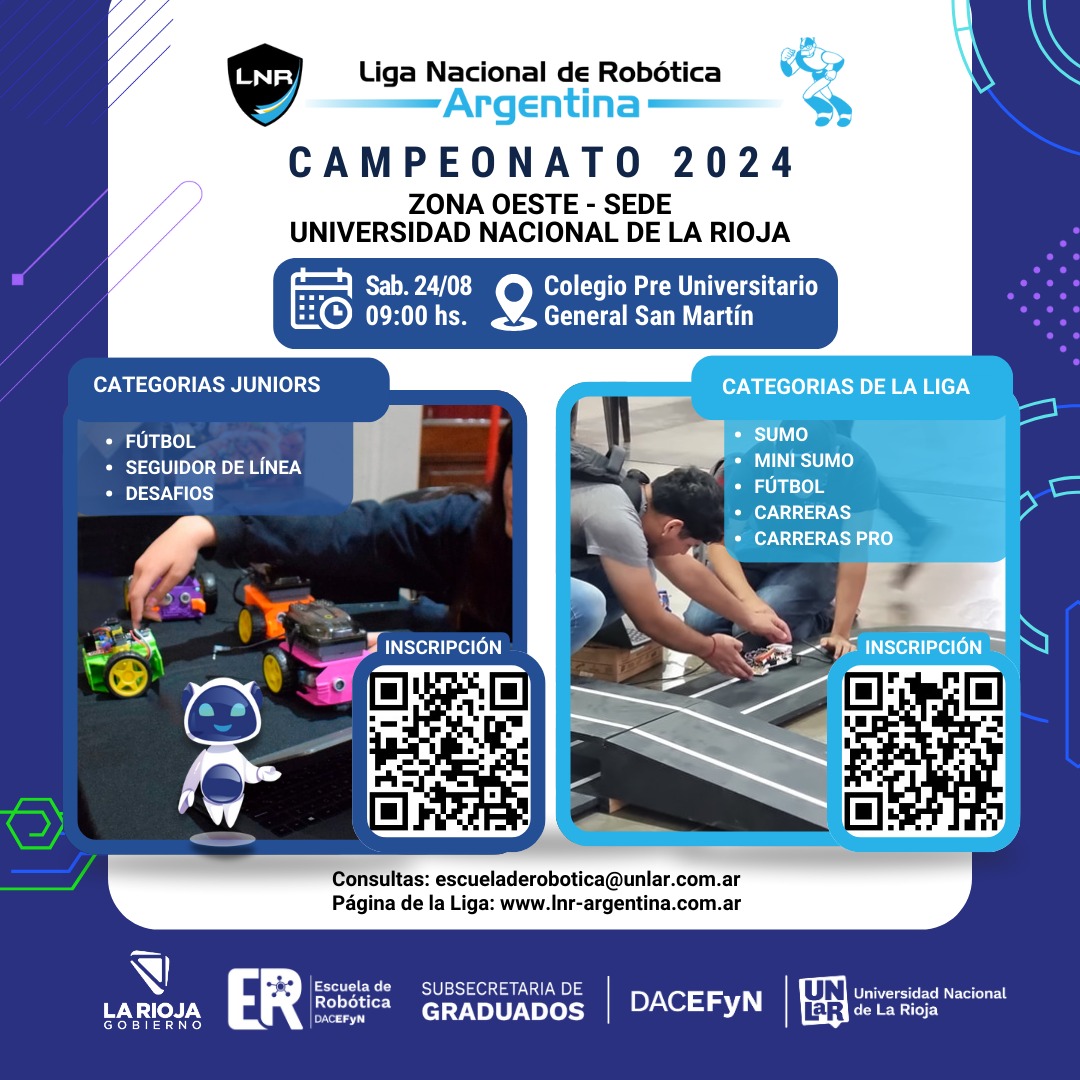 LNR
Liga Nacional de Robótica
Argentina
CAMPEONATO 2024
ZONA OESTE - SEDE
UNIVERSIDAD NACIONAL DE LA RIOJA
Sab. 24/08
09:00 hs.
Colegio Pre Universitario
General San Martín
CATEGORIAS JUNIORS
• FÚTBOL
• SEGUIDOR DE LÍNEA
• DESAFIOS
INSCRIPCIÓN
CATEGORIAS DE LA LIGA
• SUMO
• MINI SUMO
• FÚTBOL
• CARRERAS
• CARRERAS PRO
INSCRIPCIÓN
Consultas: escueladerobotica@unlar.com.ar
Página de la Liga: www.lnr-argentina.com.ar
LA RIOJA
GOBIERNO
ER
Escuela de
Robótica
DACEFyN
SUBSECRETARIA DE
GRADUADOS
DACEFyN
UN
LaR
Universidad Nacional
de La Rioja